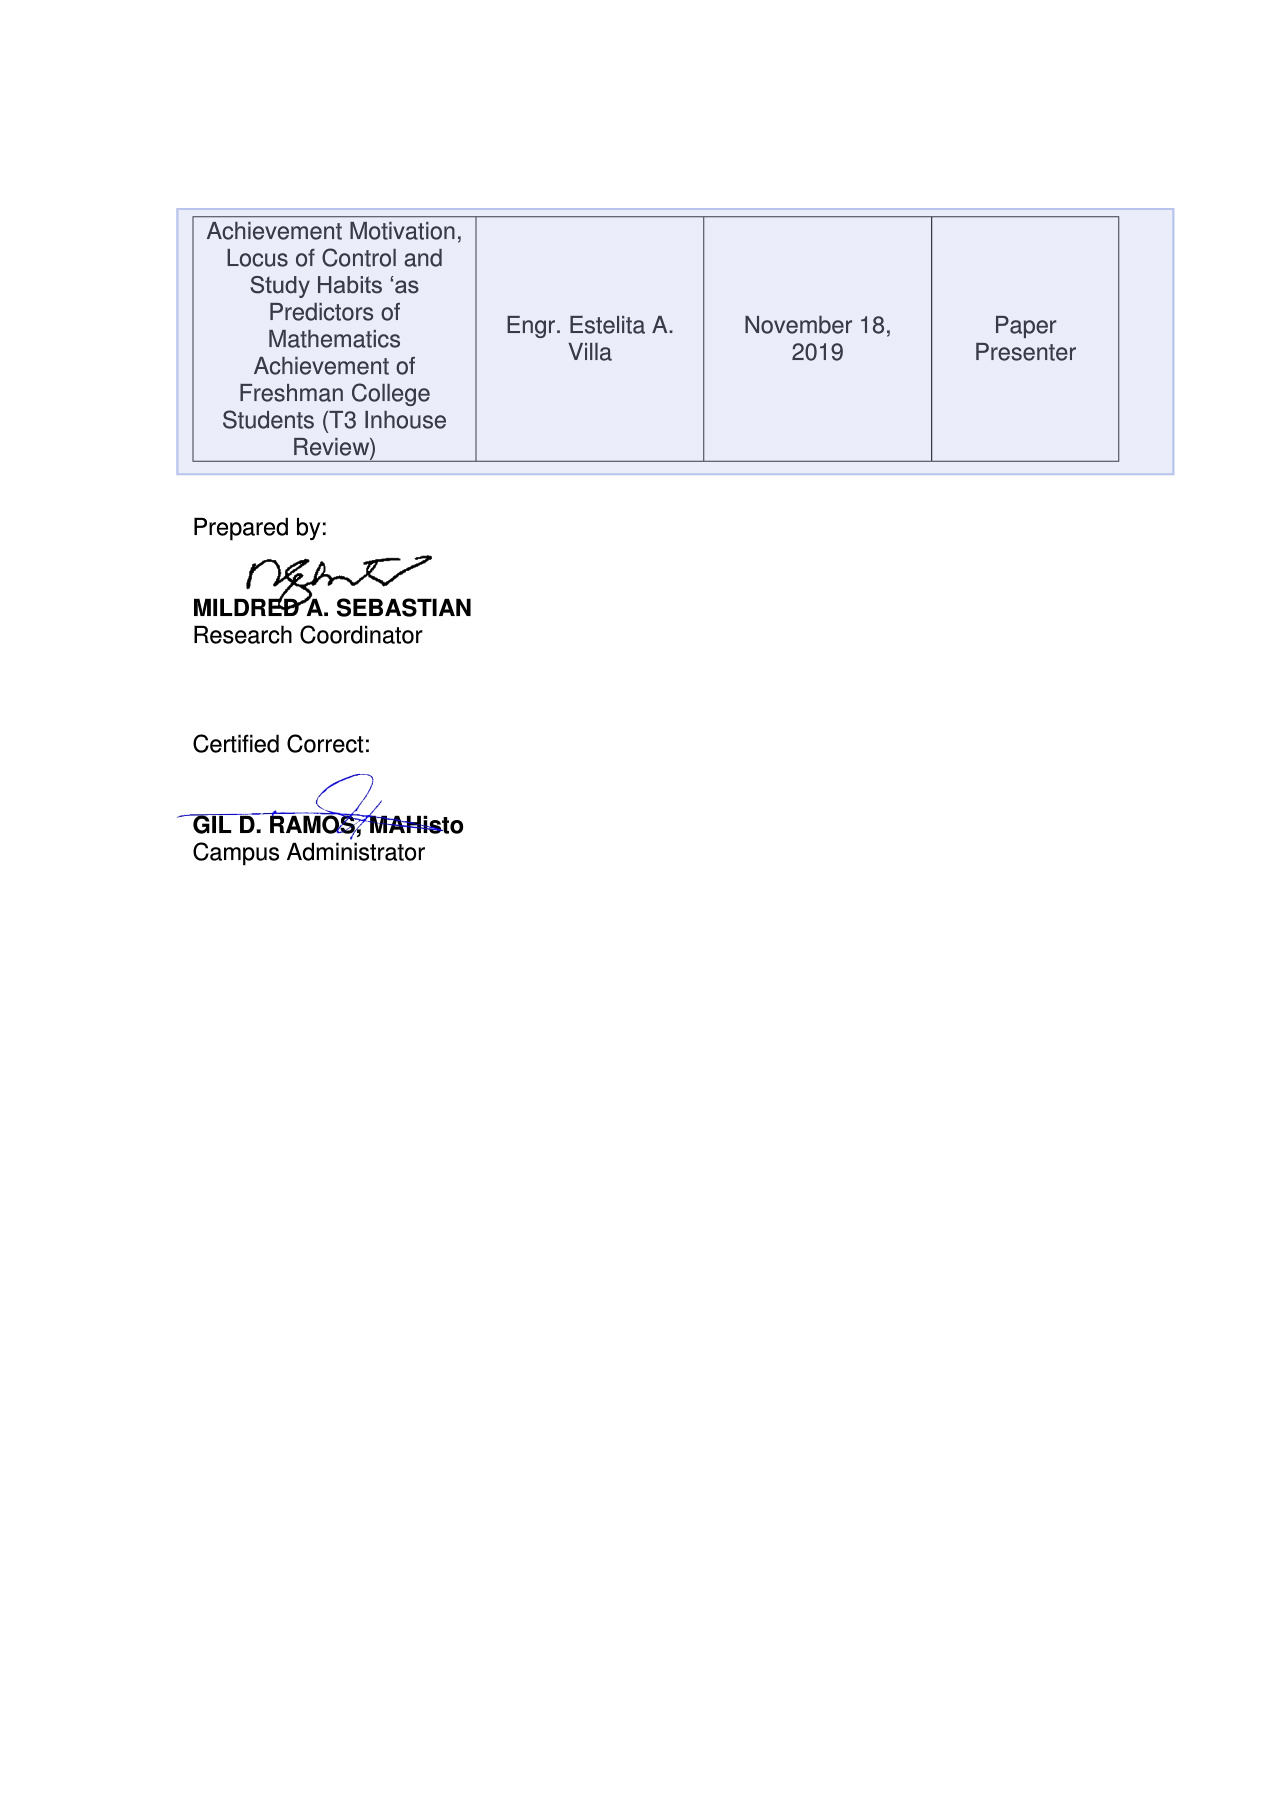 Achievement Motivation,
Locus of Control and
Study Habits ‘as
Predictors of
Mathematics
Achievement of
Freshman College
Students (T3 Inhouse
Review)
Engr. Estelita A.
Villa
November 18,
2019
Paper
Presenter
Prepared by:
MILDRED A. SEBASTIAN
Research Coordinator
Certified Correct:
GIL D. RAMOS, MAHisto
Campus Administrator